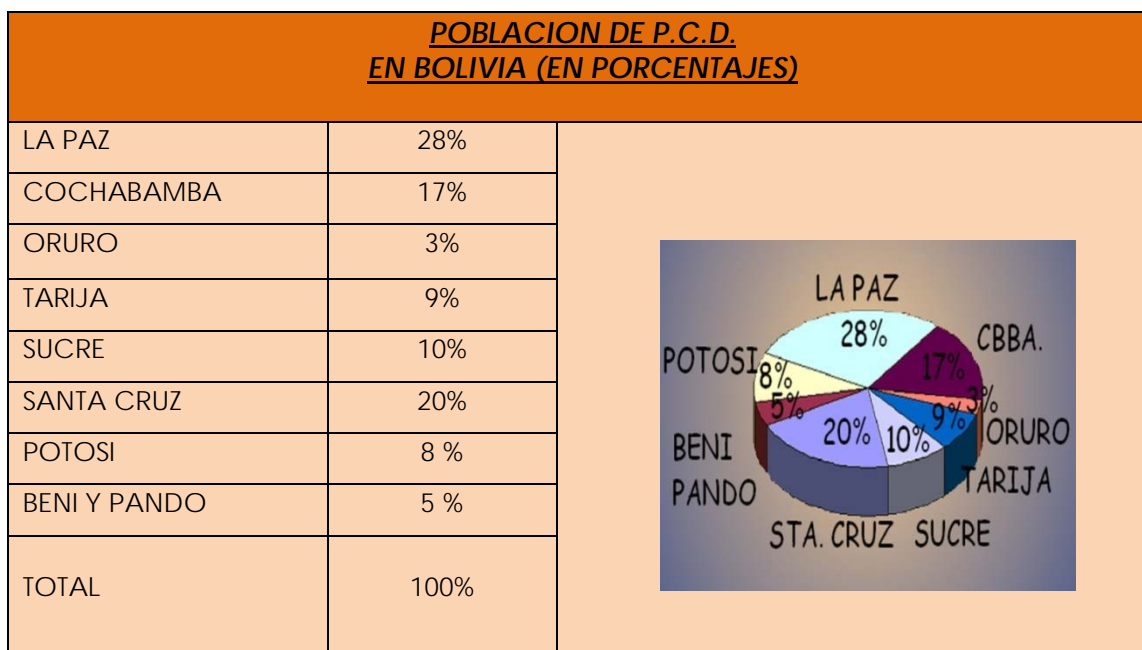 POBLACION DE P.C.D.
EN BOLIVIA (EN PORCENTAJES)
LA PAZ 28%
COCHABAMBA 17%
ORURO 3%
TARIJA 9%
SUCRE 10%
SANTA CRUZ 20%
POTOSI 8 %
BENI Y PANDO 5 %
TOTAL 100%
LA PAZ
28%
CBBA.
17%
POTOSI
8%
3%
5%
9%
ORURO
20%
10%
BENI
PANDO
TARIJA
STA. CRUZ
SUCRE